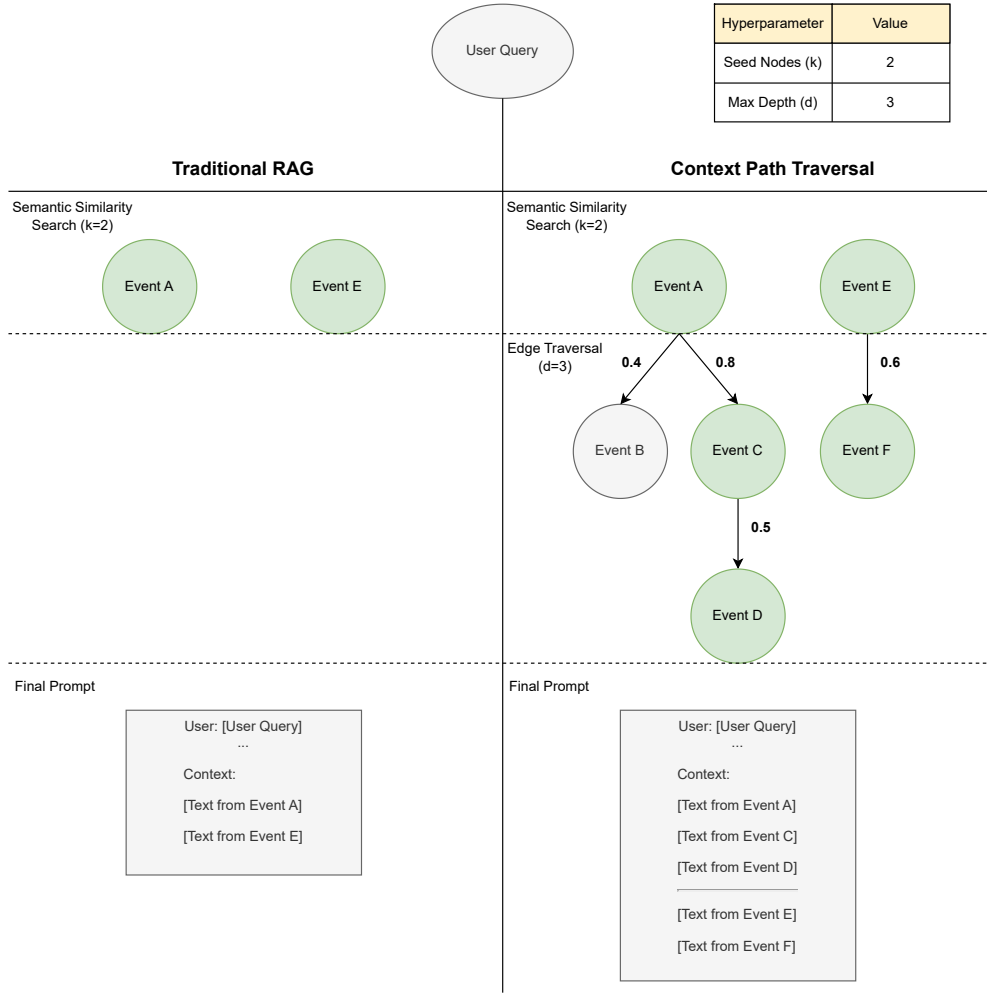 User Query
Hyperparameter Value
Seed Nodes (k) 2
Max Depth (d) 3
Traditional RAG
Semantic Similarity
Search (k=2)
Event A
Event E
Final Prompt
User: [User Query]
...
Context:
[Text from Event A]
[Text from Event E]
Context Path Traversal
Semantic Similarity
Search (k=2)
Event A
Event E
Edge Traversal
(d=3)
0.4
0.8
0.6
Event B
Event C
Event F
0.5
Event D
Final Prompt
User: [User Query]
...
Context:
[Text from Event A]
[Text from Event C]
[Text from Event D]
[Text from Event E]
[Text from Event F]